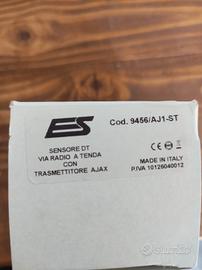 ES
Cod. 9456/AJ1-ST
SENSORE DT
VIA RADIO A TENDA
CON
TRASMETTITORE AJAX
CE
MADE IN ITALY
P.IVA 10126040012
subito